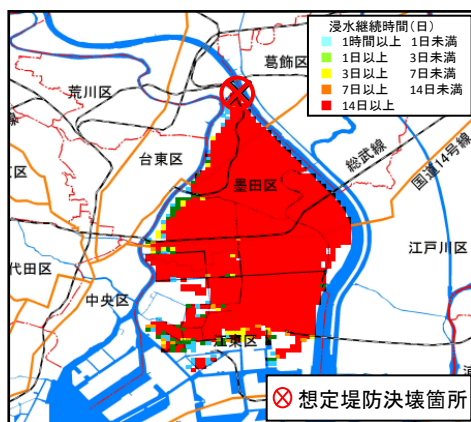 浸水継続時間(日)
1時間以上 1日未満
1日以上 3日未満
3日以上 7日未満
7日以上 14日未満
14日以上
葛飾区
荒川区
台東区
墨田区
総武線
国道14号線
江戸川区
代田区
中央区
江東区
想定堤防決壊箇所